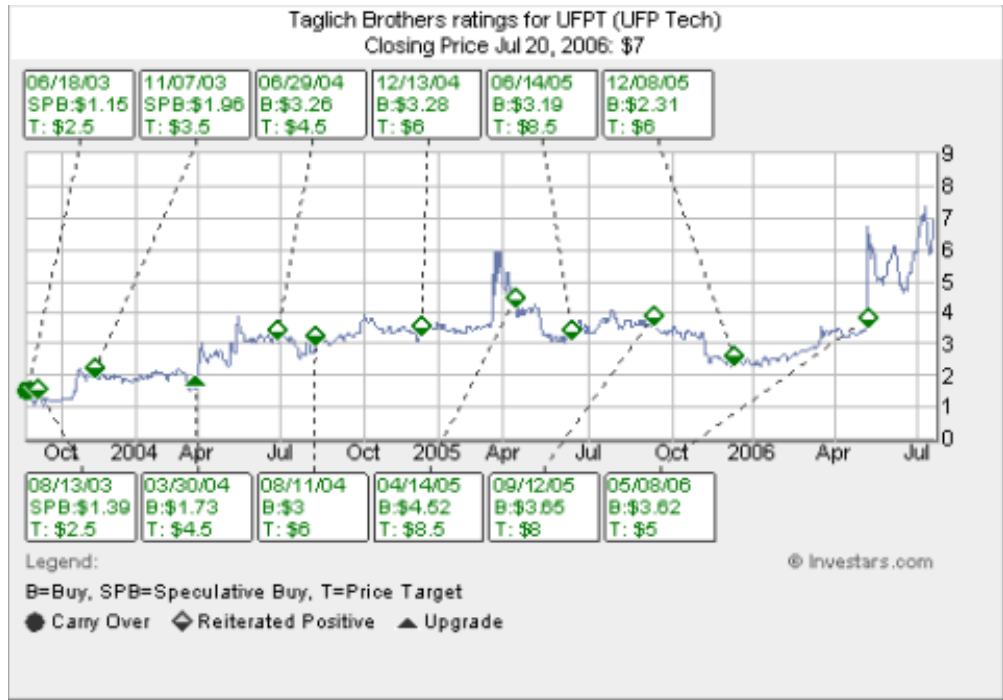 Taglich Brothers ratings for UFPT (UFP Tech)
Closing Price Jul 20, 2006: $7
06/18/03
SPB:$1.15
T: $2.5
11/07/03
SPB:$1.96
T: $3.5
06/29/04
B:$3.26
T: $4.5
12/13/04
B:$3.28
T: $6
06/14/05
B:$3.19
T: $8.5
12/08/05
B:$2.31
T: $6
9
8
7
6
5
4
3
2
1
0
Oct 2004 Apr Jul Oct 2005 Apr Jul Oct 2006 Apr Jul
08/13/03
SPB:$1.39
T: $2.5
03/30/04
B:$1.73
T: $4.5
08/11/04
B:$3
T: $6
04/14/05
B:$4.52
T: $8.5
09/12/05
B:$3.65
T: $8
05/08/06
B:$3.62
T: $5
Legend:
© Investars.com
B=Buy, SPB=Speculative Buy, T=Price Target
Carry Over Reiterated Positive Upgrade